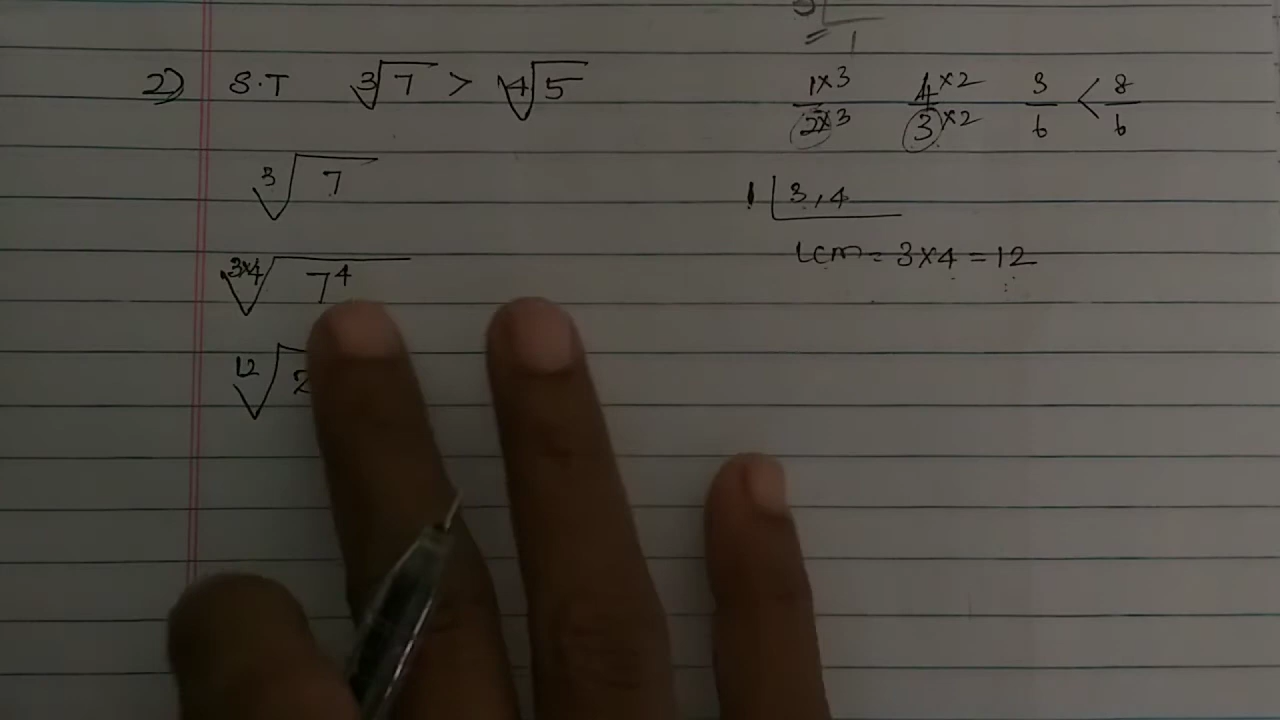 2) S.T ∛7 > ∜5
∛7
3×4√7⁴
12√2
1×3/2×3 4×2/3×2 3/6 < 8/6
1 | 3, 4
Lcm = 3×4 = 12